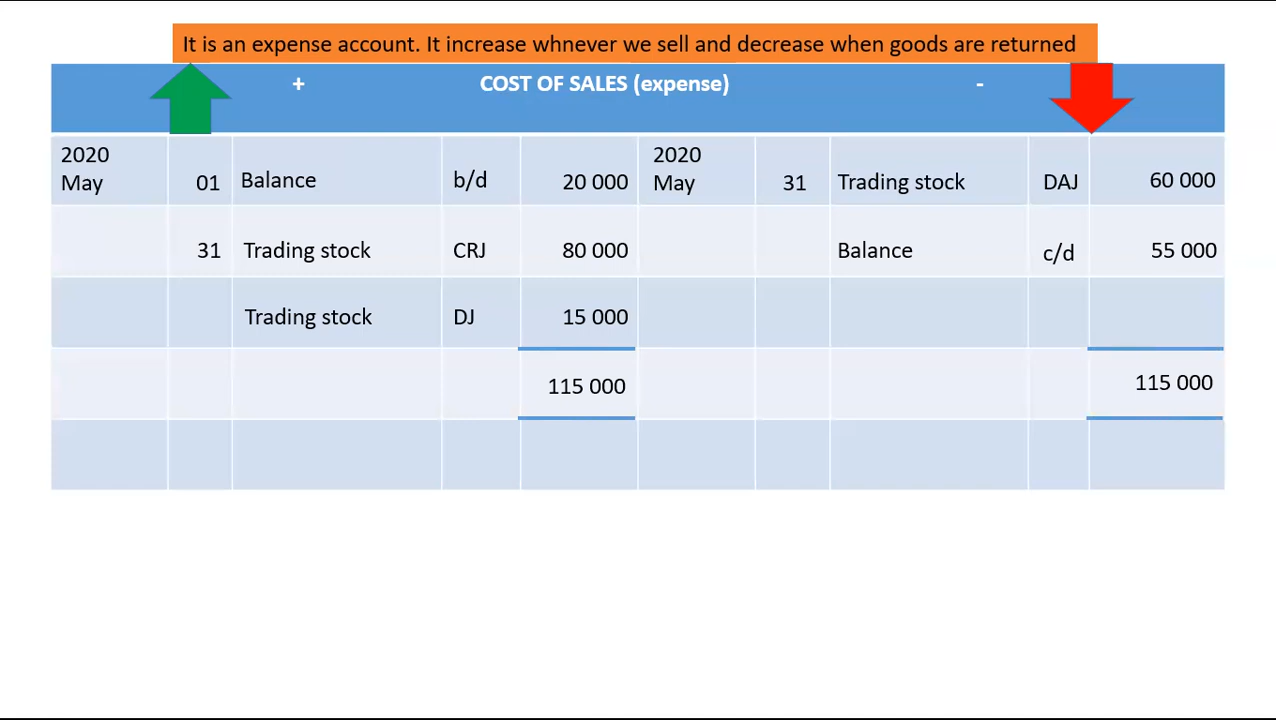 It is an expense account. It increase whnever we sell and decrease when goods are returned
+ COST OF SALES (expense) -
2020 May 01 Balance b/d 20 000 2020 May 31 Trading stock DAJ 60 000
31 Trading stock CRJ 80 000 Balance c/d 55 000
Trading stock DJ 15 000
115 000 115 000